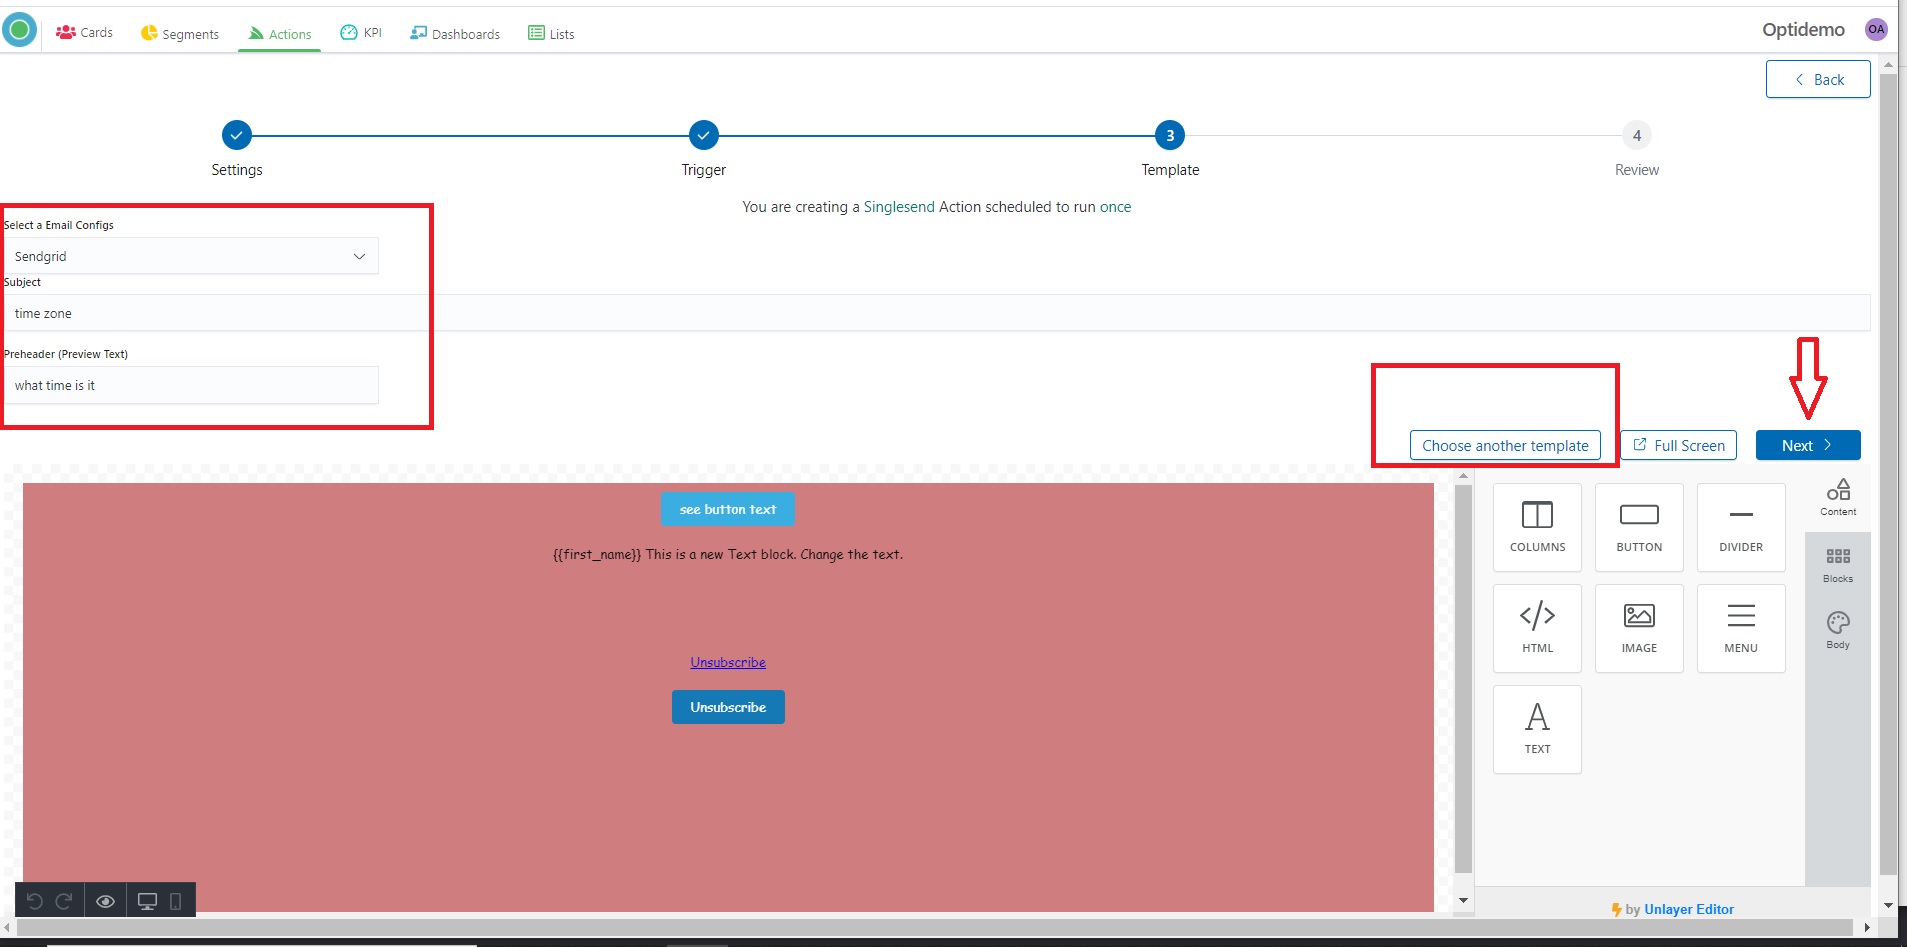 Cards
Segments
Actions
KPI
Dashboards
Lists
Optidemo
OA
Back
3
4
Settings
Trigger
Template
Review
You are creating a Singlesend Action scheduled to run once
Select a Email Configs
Sendgrid
Subject
time zone
Preheader (Preview Text)
what time is it
Choose another template
Full Screen
Next
see button text
{{first_name}} This is a new Text block. Change the text.
Unsubscribe
Unsubscribe
COLUMNS
BUTTON
DIVIDER
HTML
IMAGE
MENU
TEXT
Content
Blocks
Body
by Unlayer Editor